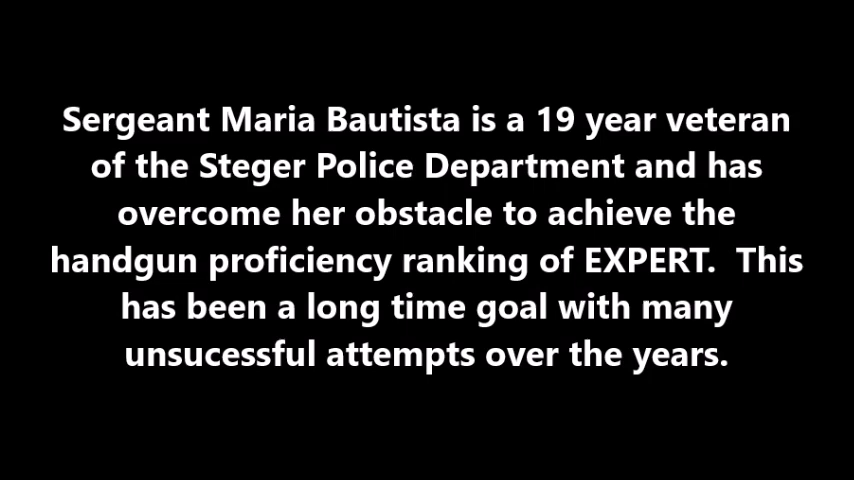 Sergeant Maria Bautista is a 19 year veteran
of the Steger Police Department and has
overcome her obstacle to achieve the
handgun proficiency ranking of EXPERT.  This
has been a long time goal with many
unsucessful attempts over the years.